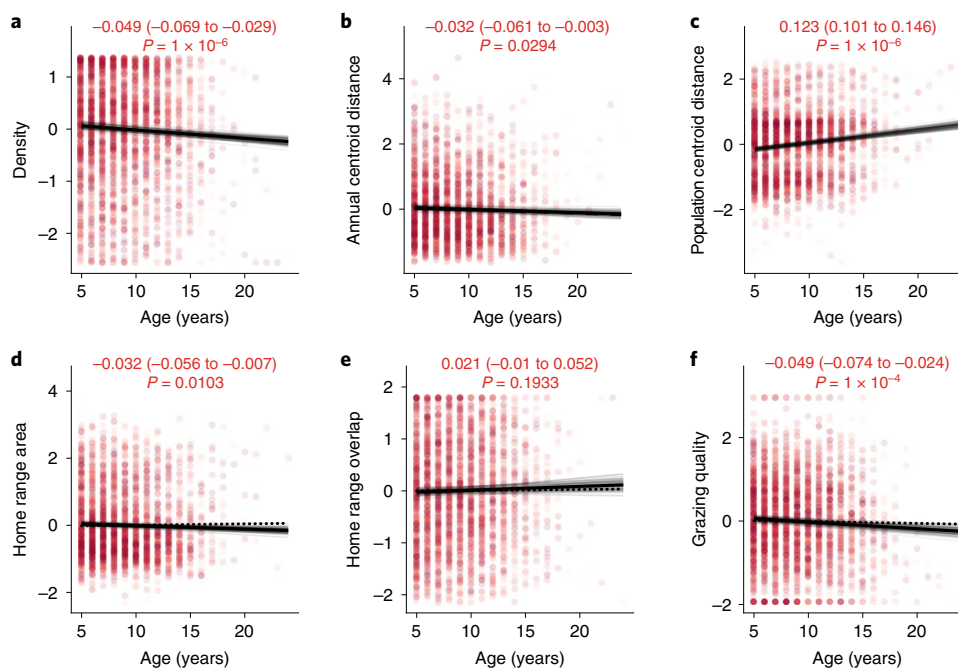 a
−0.049 (−0.069 to −0.029)
P = 1 × 10−6
1
0
−1
−2
Density
5 10 15 20
Age (years)
b
−0.032 (−0.061 to −0.003)
P = 0.0294
4
2
0
Annual centroid distance
5 10 15 20
Age (years)
c
0.123 (0.101 to 0.146)
P = 1 × 10−6
2
0
−2
Population centroid distance
5 10 15 20
Age (years)
d
−0.032 (−0.056 to −0.007)
P = 0.0103
4
2
0
−2
Home range area
5 10 15 20
Age (years)
e
0.021 (−0.01 to 0.052)
P = 0.1933
2
1
0
−1
−2
Home range overlap
5 10 15 20
Age (years)
f
−0.049 (−0.074 to −0.024)
P = 1 × 10−4
2
0
−2
Grazing quality
5 10 15 20
Age (years)